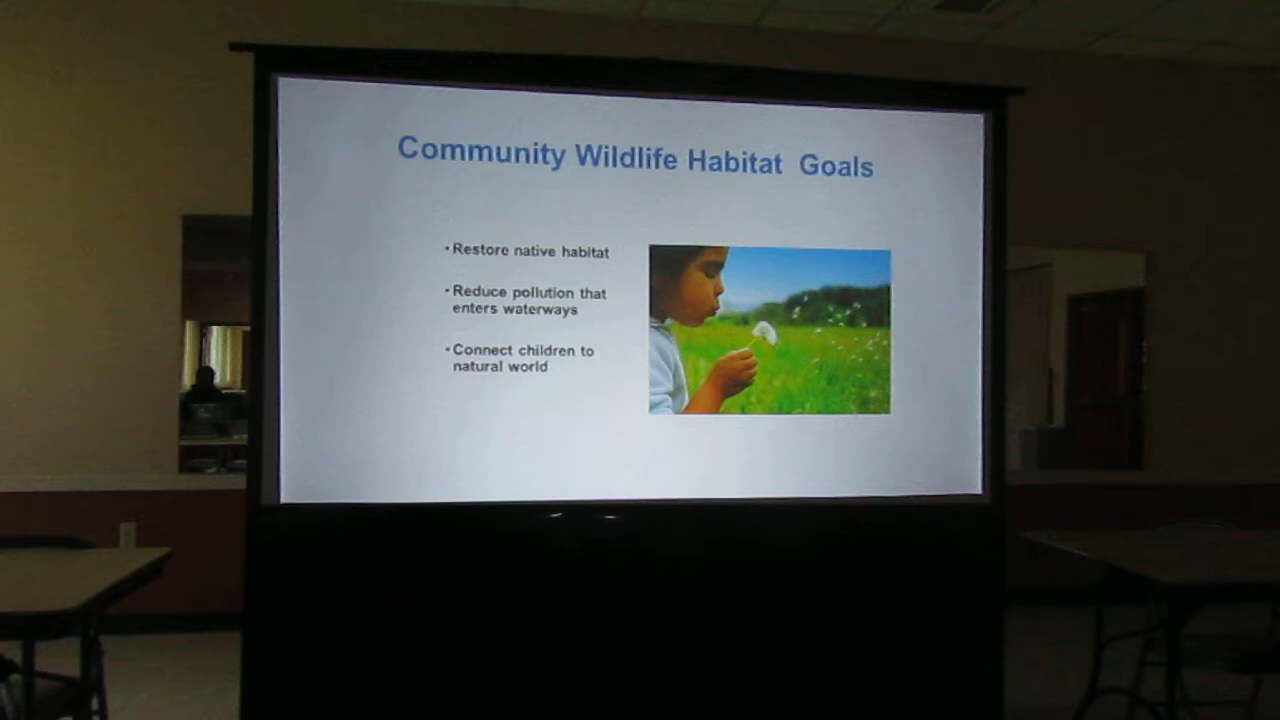 Community Wildlife Habitat Goals
• Restore native habitat
• Reduce pollution that
enters waterways
• Connect children to
natural world